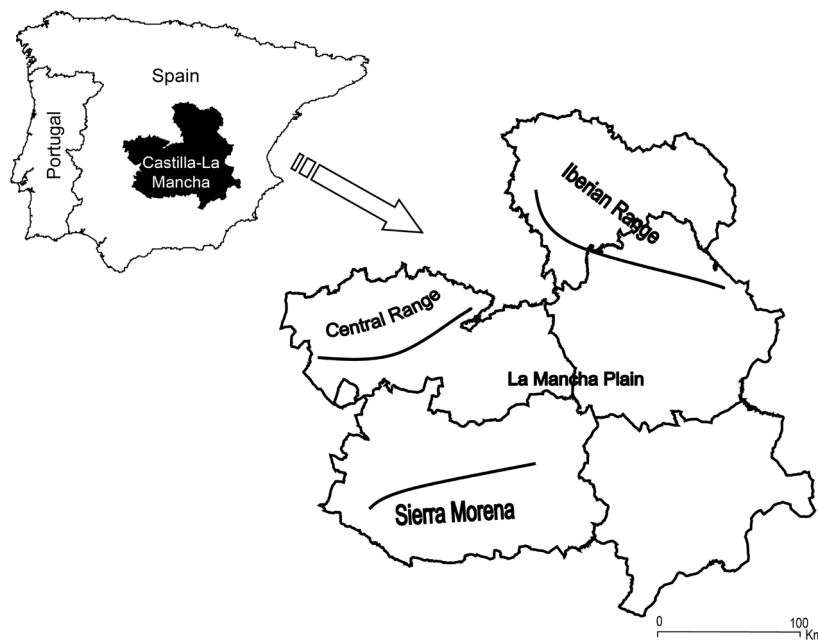 Spain
Portugal
Castilla-La
Mancha
Iberian Range
Central Range
La Mancha Plain
Sierra Morena
0 100
Km